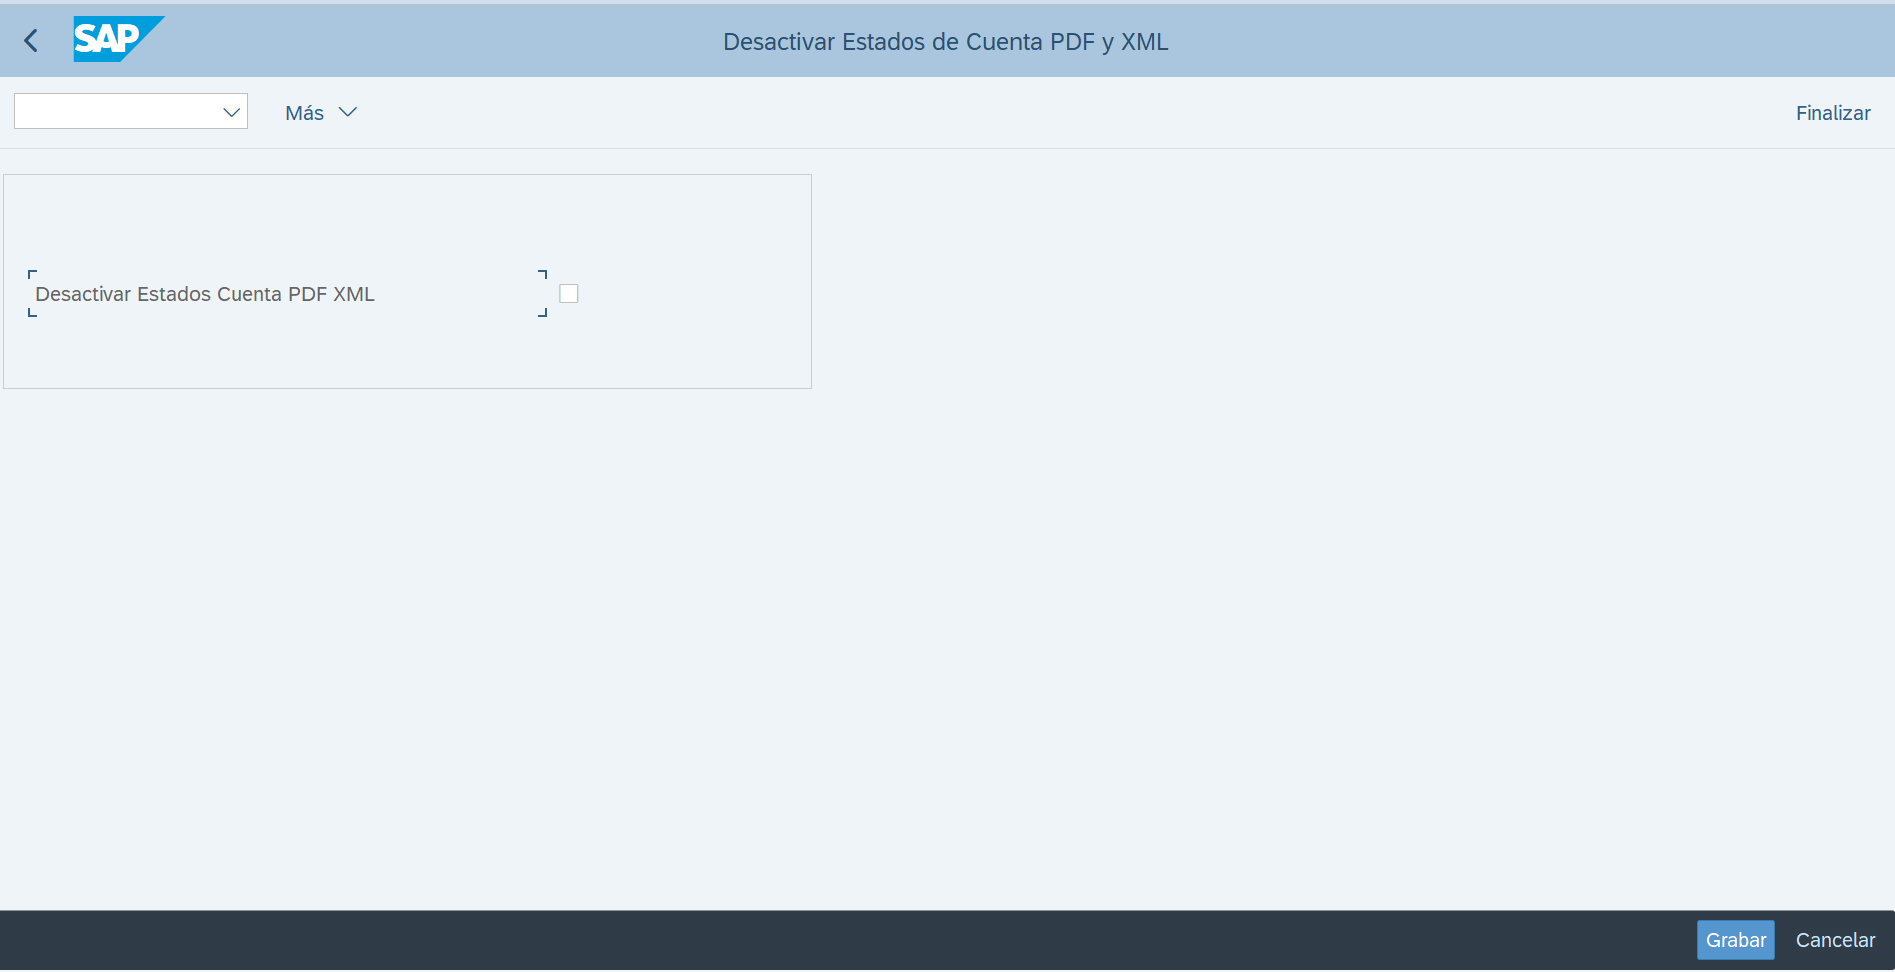 SAP
Desactivar Estados de Cuenta PDF y XML
Más
Finalizar
Desactivar Estados Cuenta PDF XML
Grabar
Cancelar